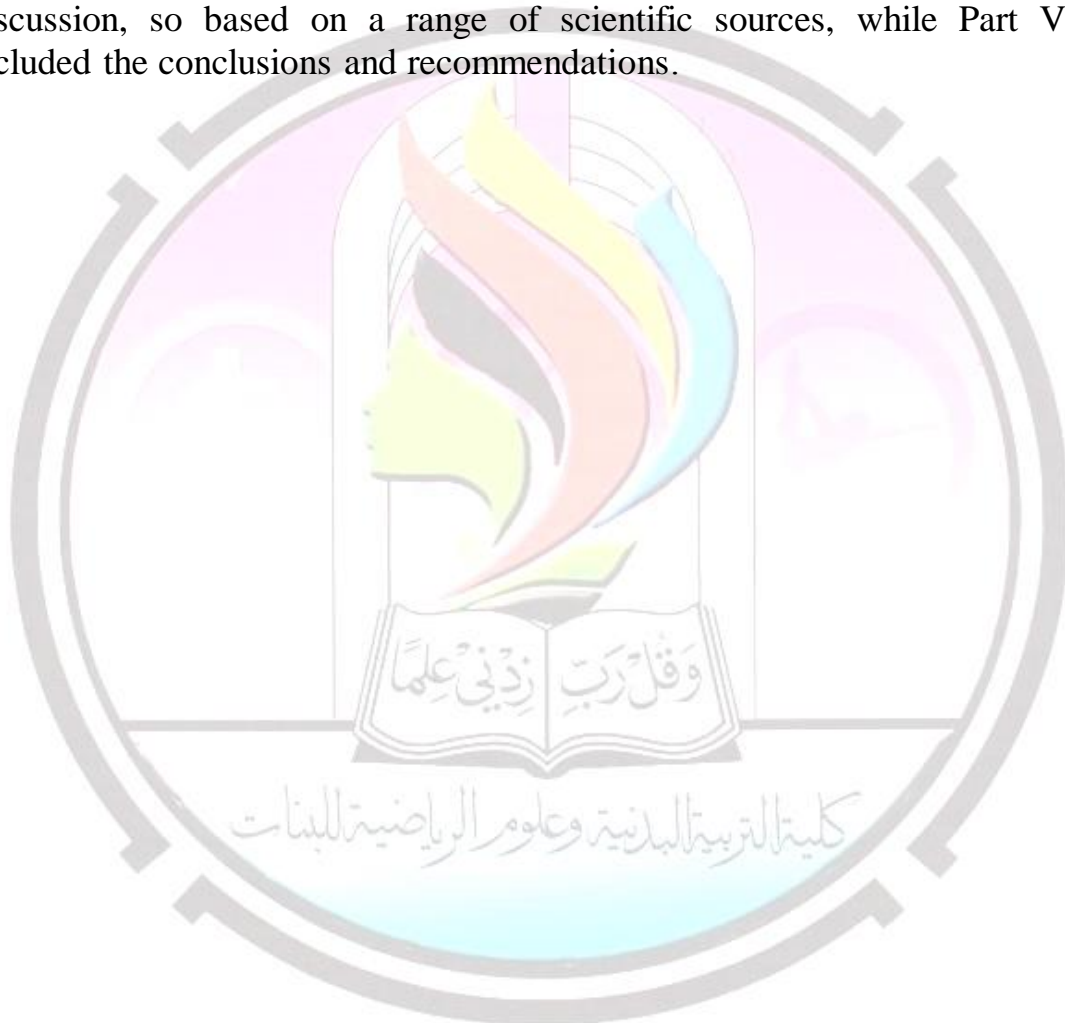 scussion, so based on a range of scientific sources, while Part V
cluded the conclusions and recommendations.
وَقُلْ رَبِّ زِدْنِي عِلْمًا
كلية التربية البدنية وعلوم الرياضية للبنات